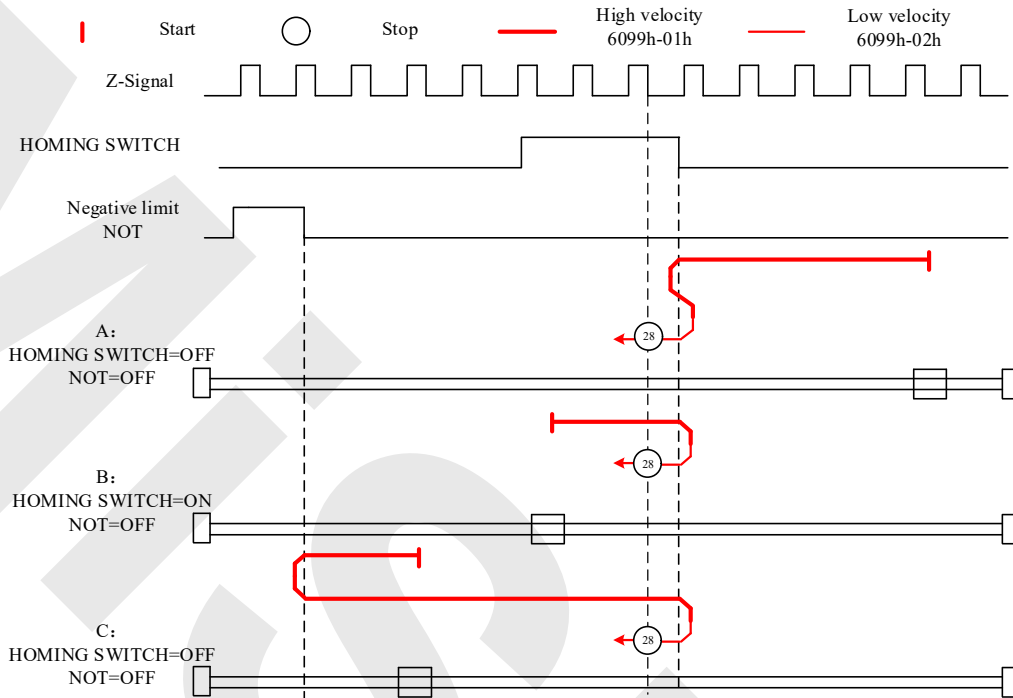 Start
Stop
High velocity
6099h-01h
Low velocity
6099h-02h
Z-Signal
HOMING SWITCH
Negative limit
NOT
28
A:
HOMING SWITCH=OFF
NOT=OFF
28
B:
HOMING SWITCH=ON
NOT=OFF
28
C:
HOMING SWITCH=OFF
NOT=OFF